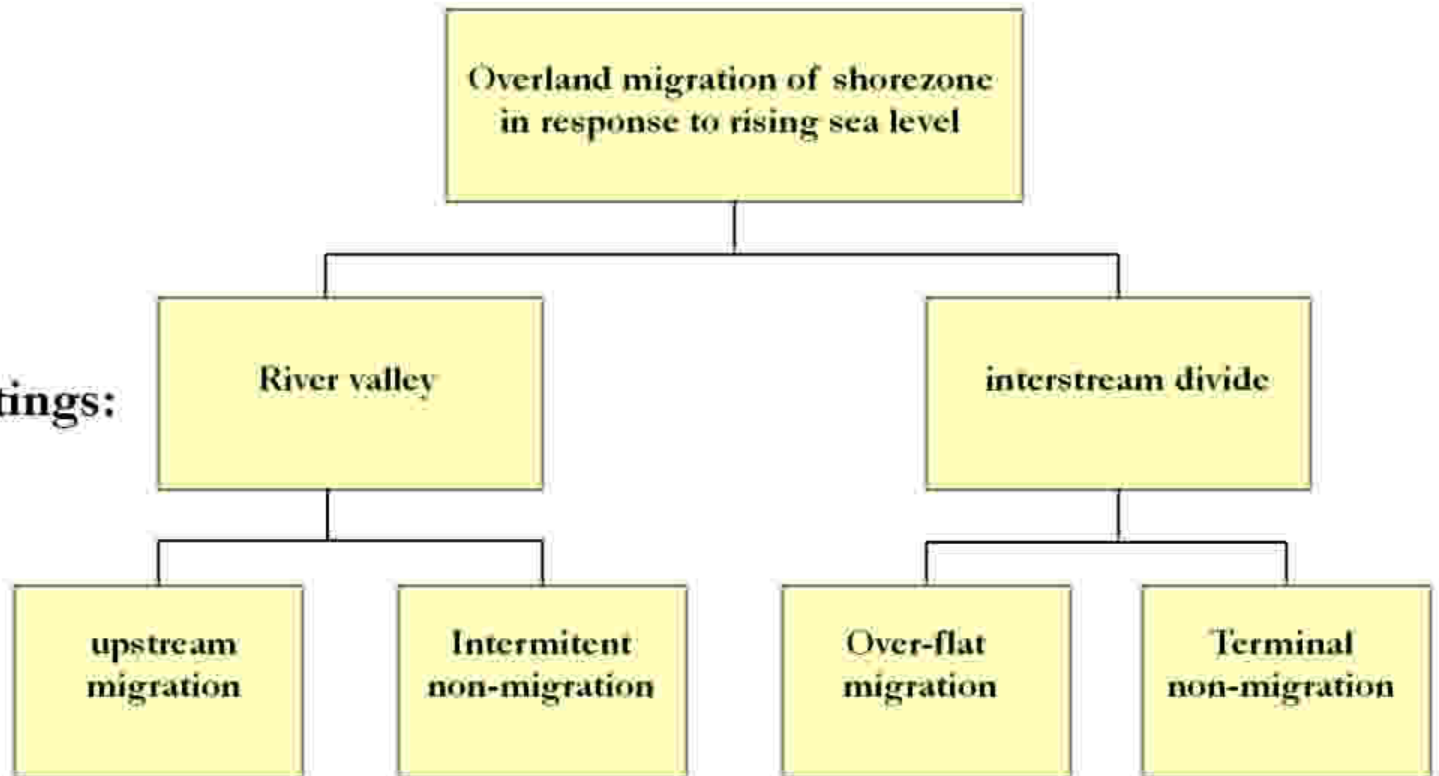 Overland migration of shorezone
in response to rising sea level
tings:
River valley
interstream divide
upstream
migration
Intermitent
non-migration
Over-flat
migration
Terminal
non-migration